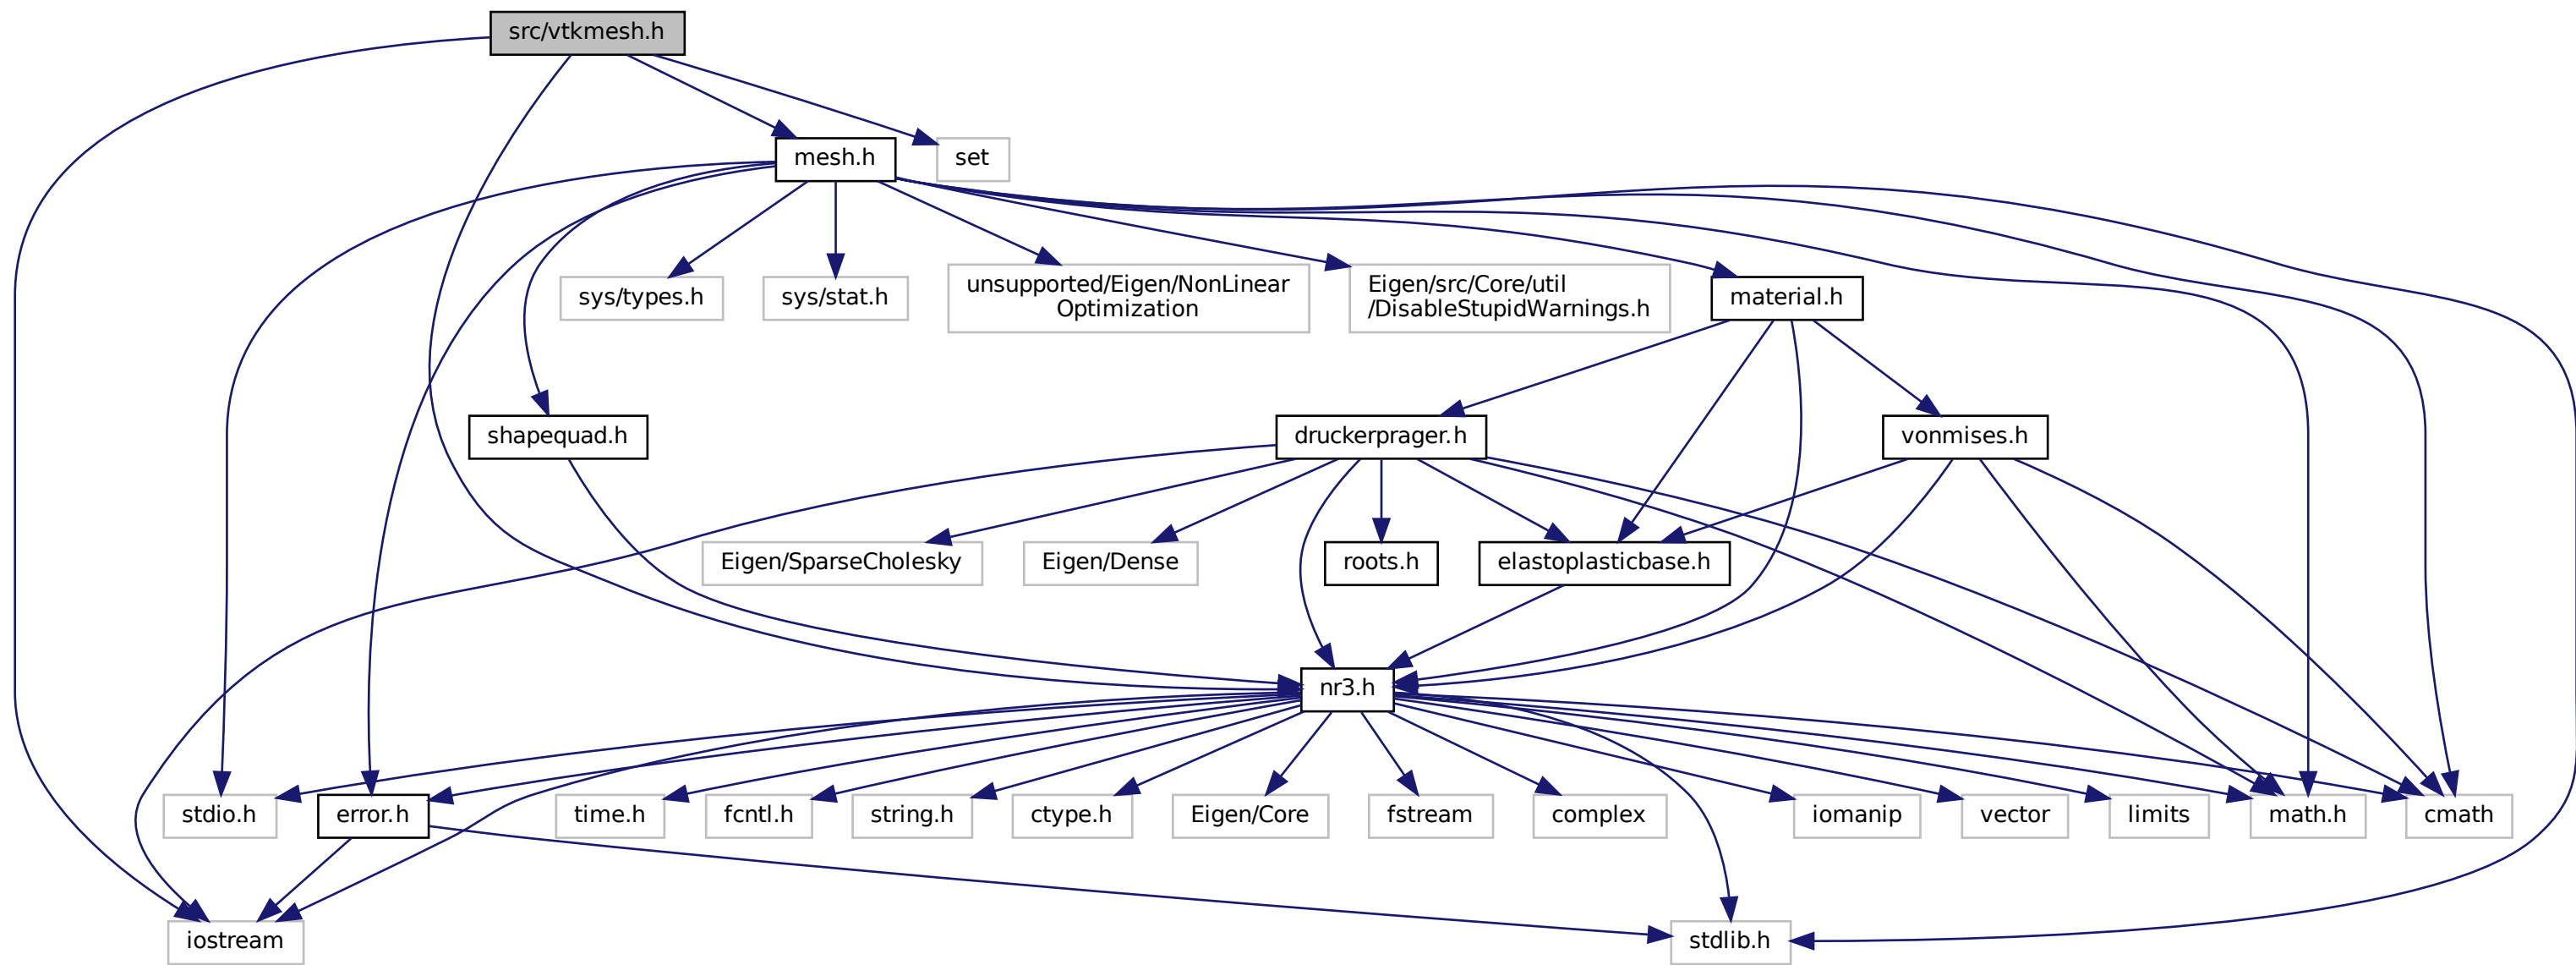 src/vtkmesh.h
mesh.h
set
sys/types.h
sys/stat.h
unsupported/Eigen/NonLinear
Optimization
Eigen/src/Core/util
/DisableStupidWarnings.h
material.h
shapequad.h
druckerprager.h
vonmises.h
Eigen/SparseCholesky
Eigen/Dense
roots.h
elastoplasticbase.h
nr3.h
stdio.h
error.h
time.h
fcntl.h
string.h
ctype.h
Eigen/Core
fstream
complex
iomanip
vector
limits
math.h
cmath
iostream
stdlib.h